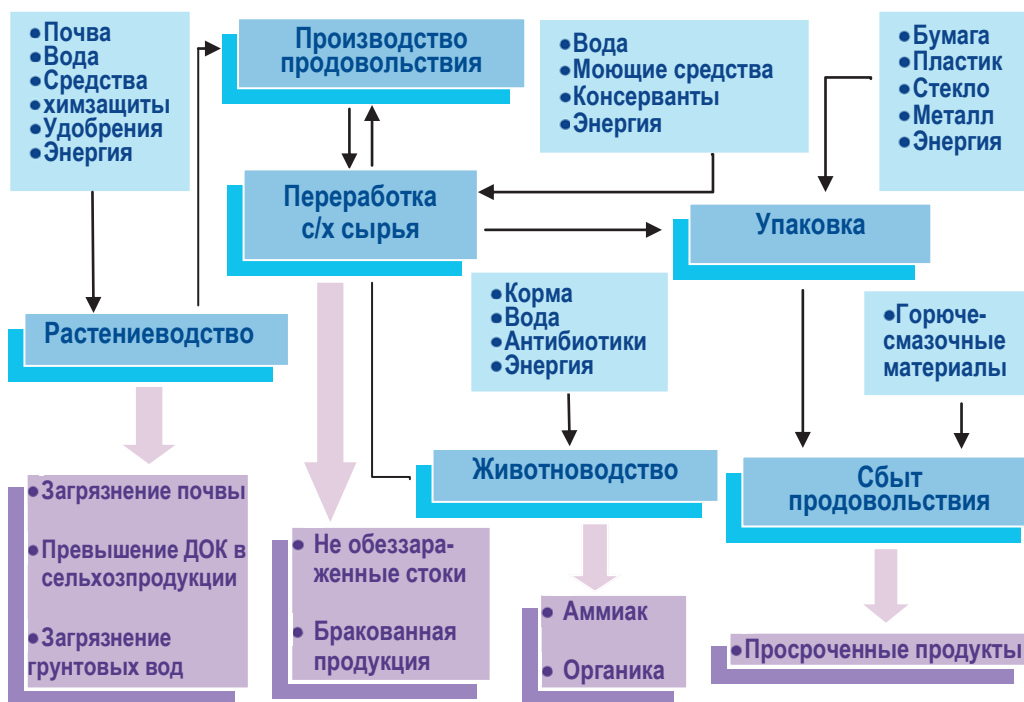 ● Почва
● Вода
● Средства
● химзащиты
● Удобрения
● Энергия
Производство
продовольствия
● Вода
● Моющие средства
● Консерванты
● Энергия
● Бумага
● Пластик
● Стекло
● Металл
● Энергия
Переработка
с/х сырья
Упаковка
Растениеводство
● Корма
● Вода
● Антибиотики
● Энергия
● Горюче-
смазочные
материалы
Животноводство
Сбыт
продовольствия
● Загрязнение почвы
● Превышение ДОК в
сельхозпродукции
● Загрязнение
грунтовых вод
● Не обеззара-
женные стоки
● Бракованная
продукция
● Аммиак
● Органика
● Просроченные продукты